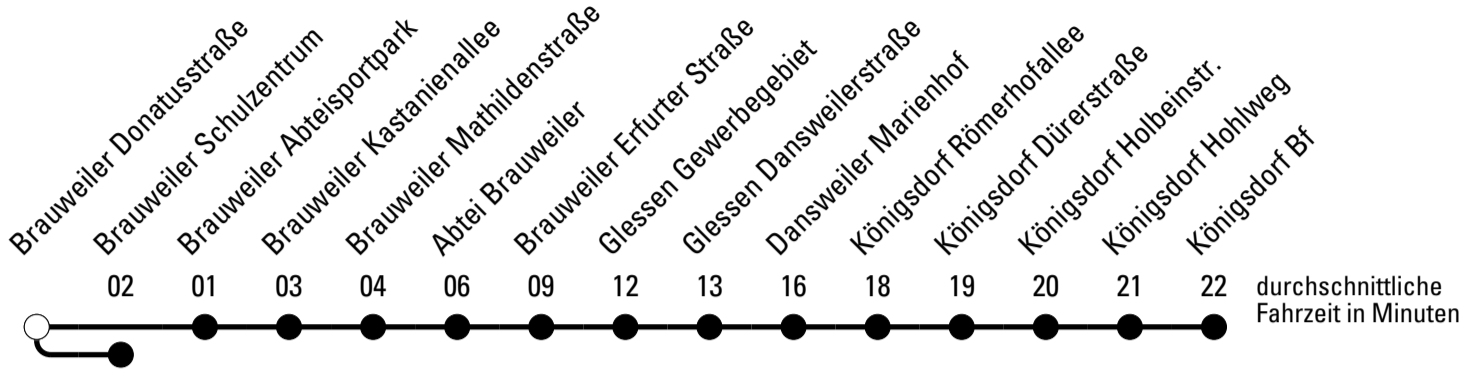 Brauweiler Donatusstraße
Brauweiler Schulzentrum
Brauweiler Abteisportpark
Brauweiler Kastanienallee
Brauweiler Mathildenstraße
Abtei Brauweiler
Brauweiler Erfurter Straße
Glessen Gewerbegebiet
Glessen Dansweilerstraße
Dansweiler Marienhof
Königsdorf Römerhofallee
Königsdorf Dürerstraße
Königsdorf Holbeinstr.
Königsdorf Hohlweg
Königsdorf Bf
02 01 03 04 06 09 12 13 16 18 19 20 21 22
durchschnittliche
Fahrzeit in Minuten